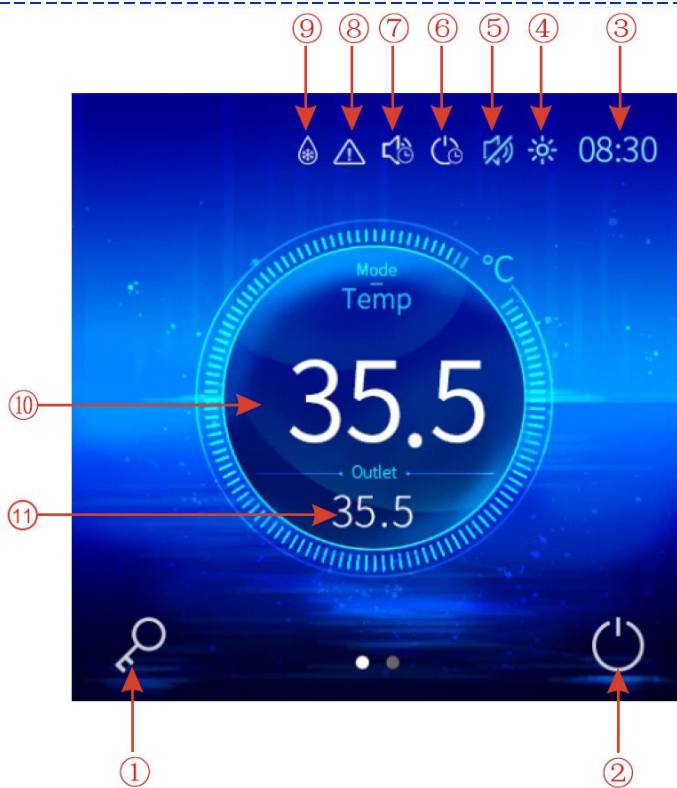 ⑨ ⑧ ⑦ ⑥ ⑤ ④ ③
08:30
°C
Mode
Temp
⑩ 35.5
Outlet
⑪ 35.5
① ②